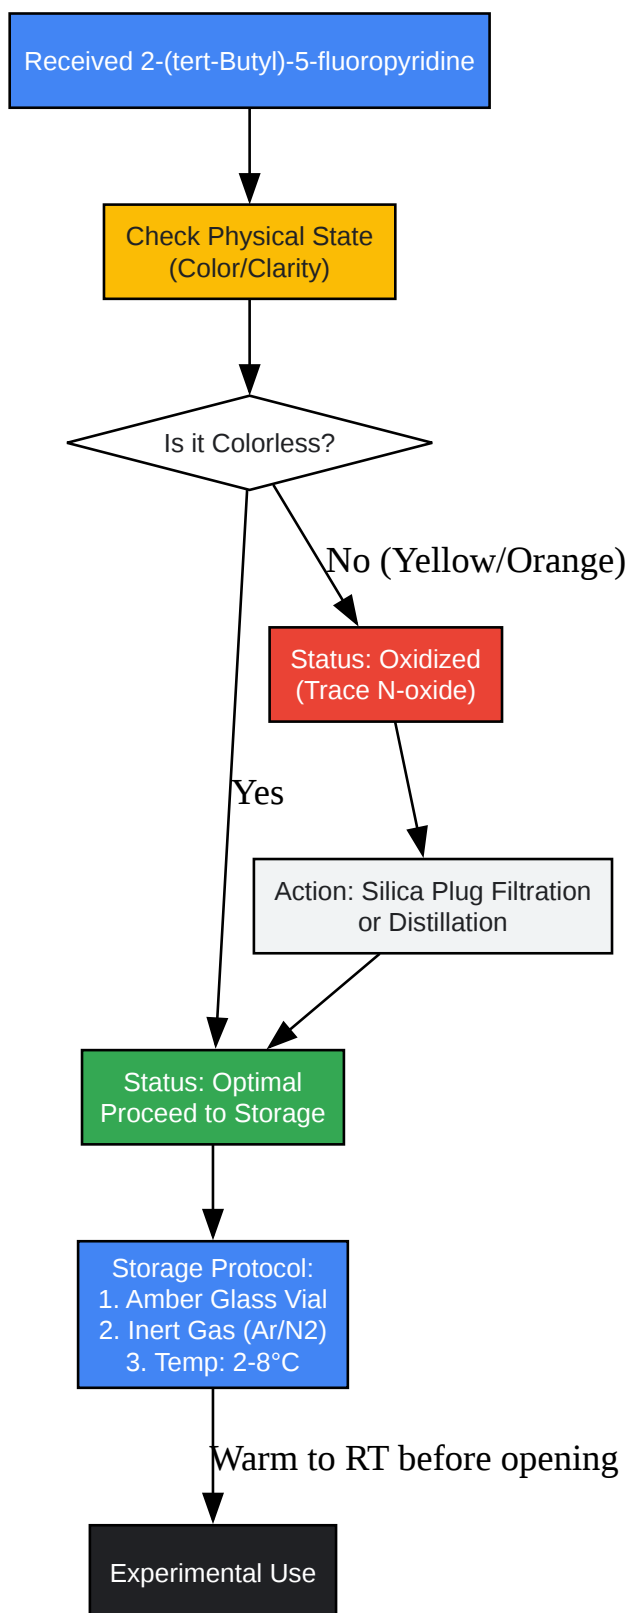 Received 2-(tert-Butyl)-5-fluoropyridine
Check Physical State
(Color/Clarity)
Is it Colorless?
No (Yellow/Orange)
Status: Oxidized
(Trace N-oxide)
Yes
Action: Silica Plug Filtration
or Distillation
Status: Optimal
Proceed to Storage
Storage Protocol:
1. Amber Glass Vial
2. Inert Gas (Ar/N2)
3. Temp: 2-8°C
Warm to RT before opening
Experimental Use